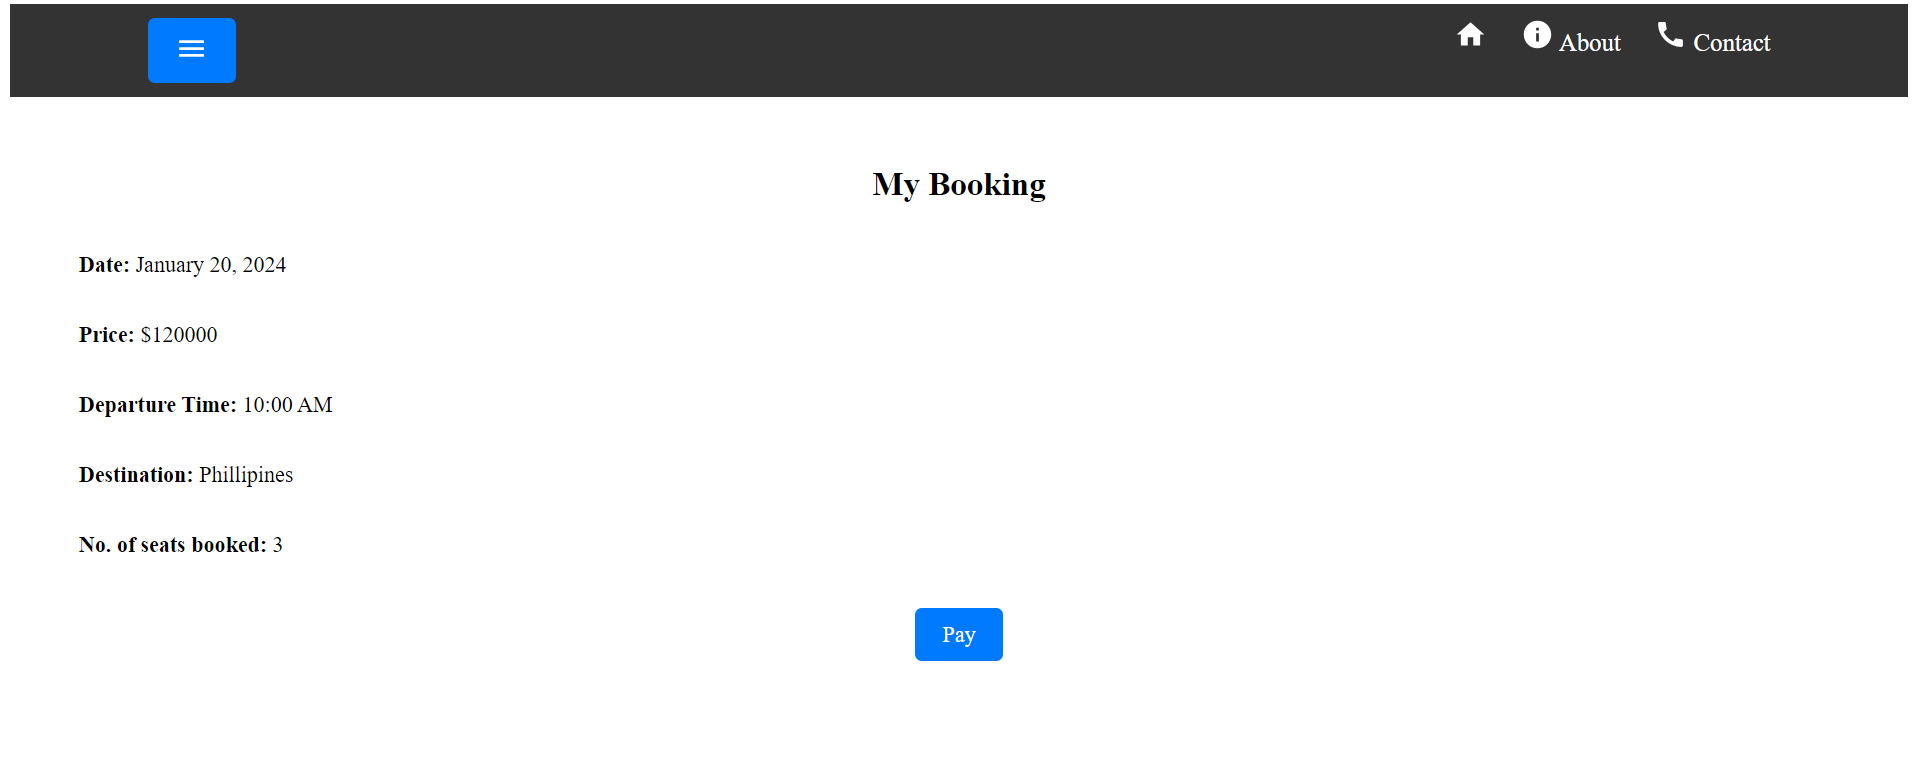 About Contact
My Booking
Date: January 20, 2024
Price: $120000
Departure Time: 10:00 AM
Destination: Phillipines
No. of seats booked: 3
Pay